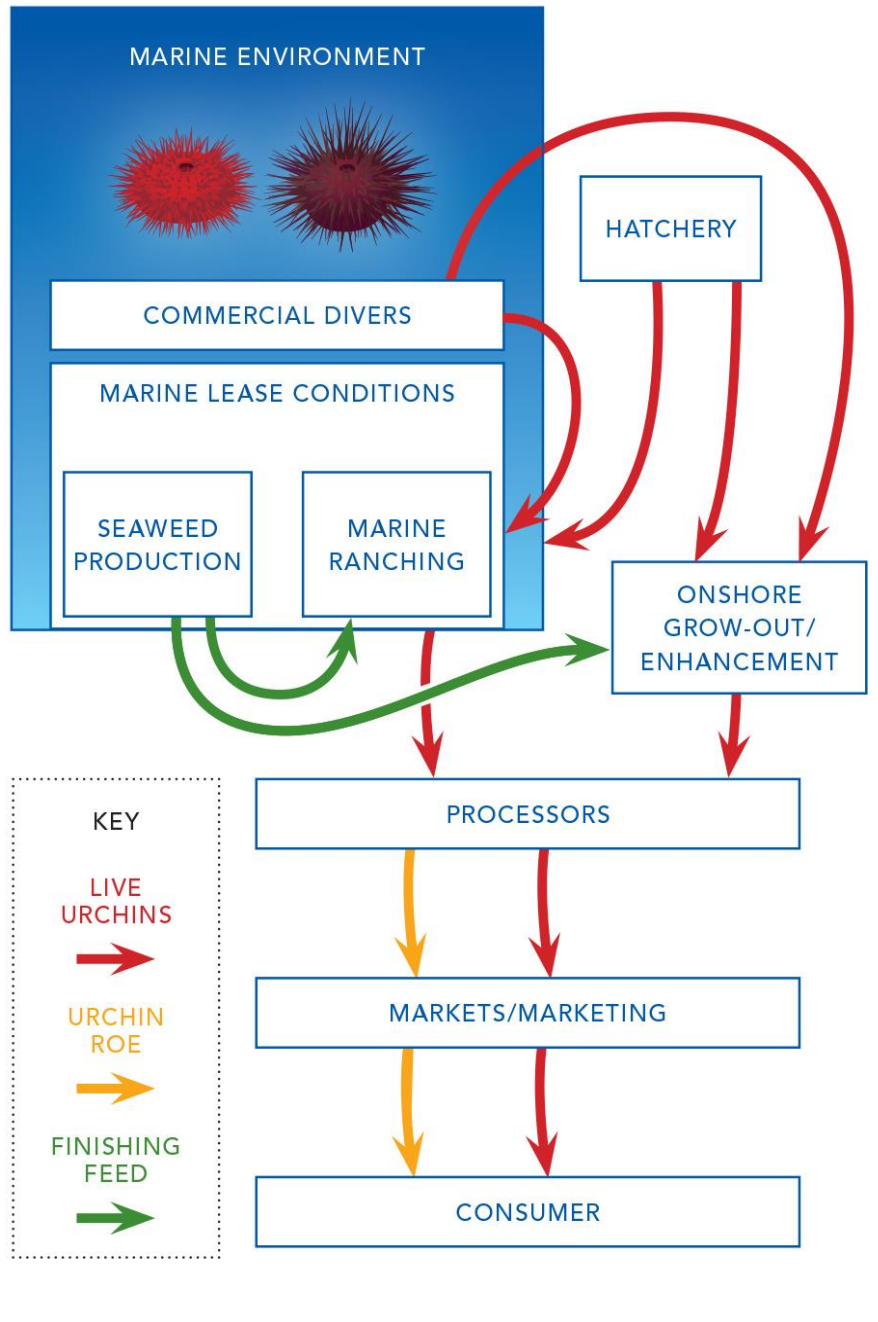 MARINE ENVIRONMENT
HATCHERY
COMMERCIAL DIVERS
MARINE LEASE CONDITIONS
SEAWEED
PRODUCTION
MARINE
RANCHING
ONSHORE
GROW-OUT/
ENHANCEMENT
PROCESSORS
KEY
LIVE
URCHINS
URCHIN
ROE
FINISHING
FEED
MARKETS/MARKETING
CONSUMER